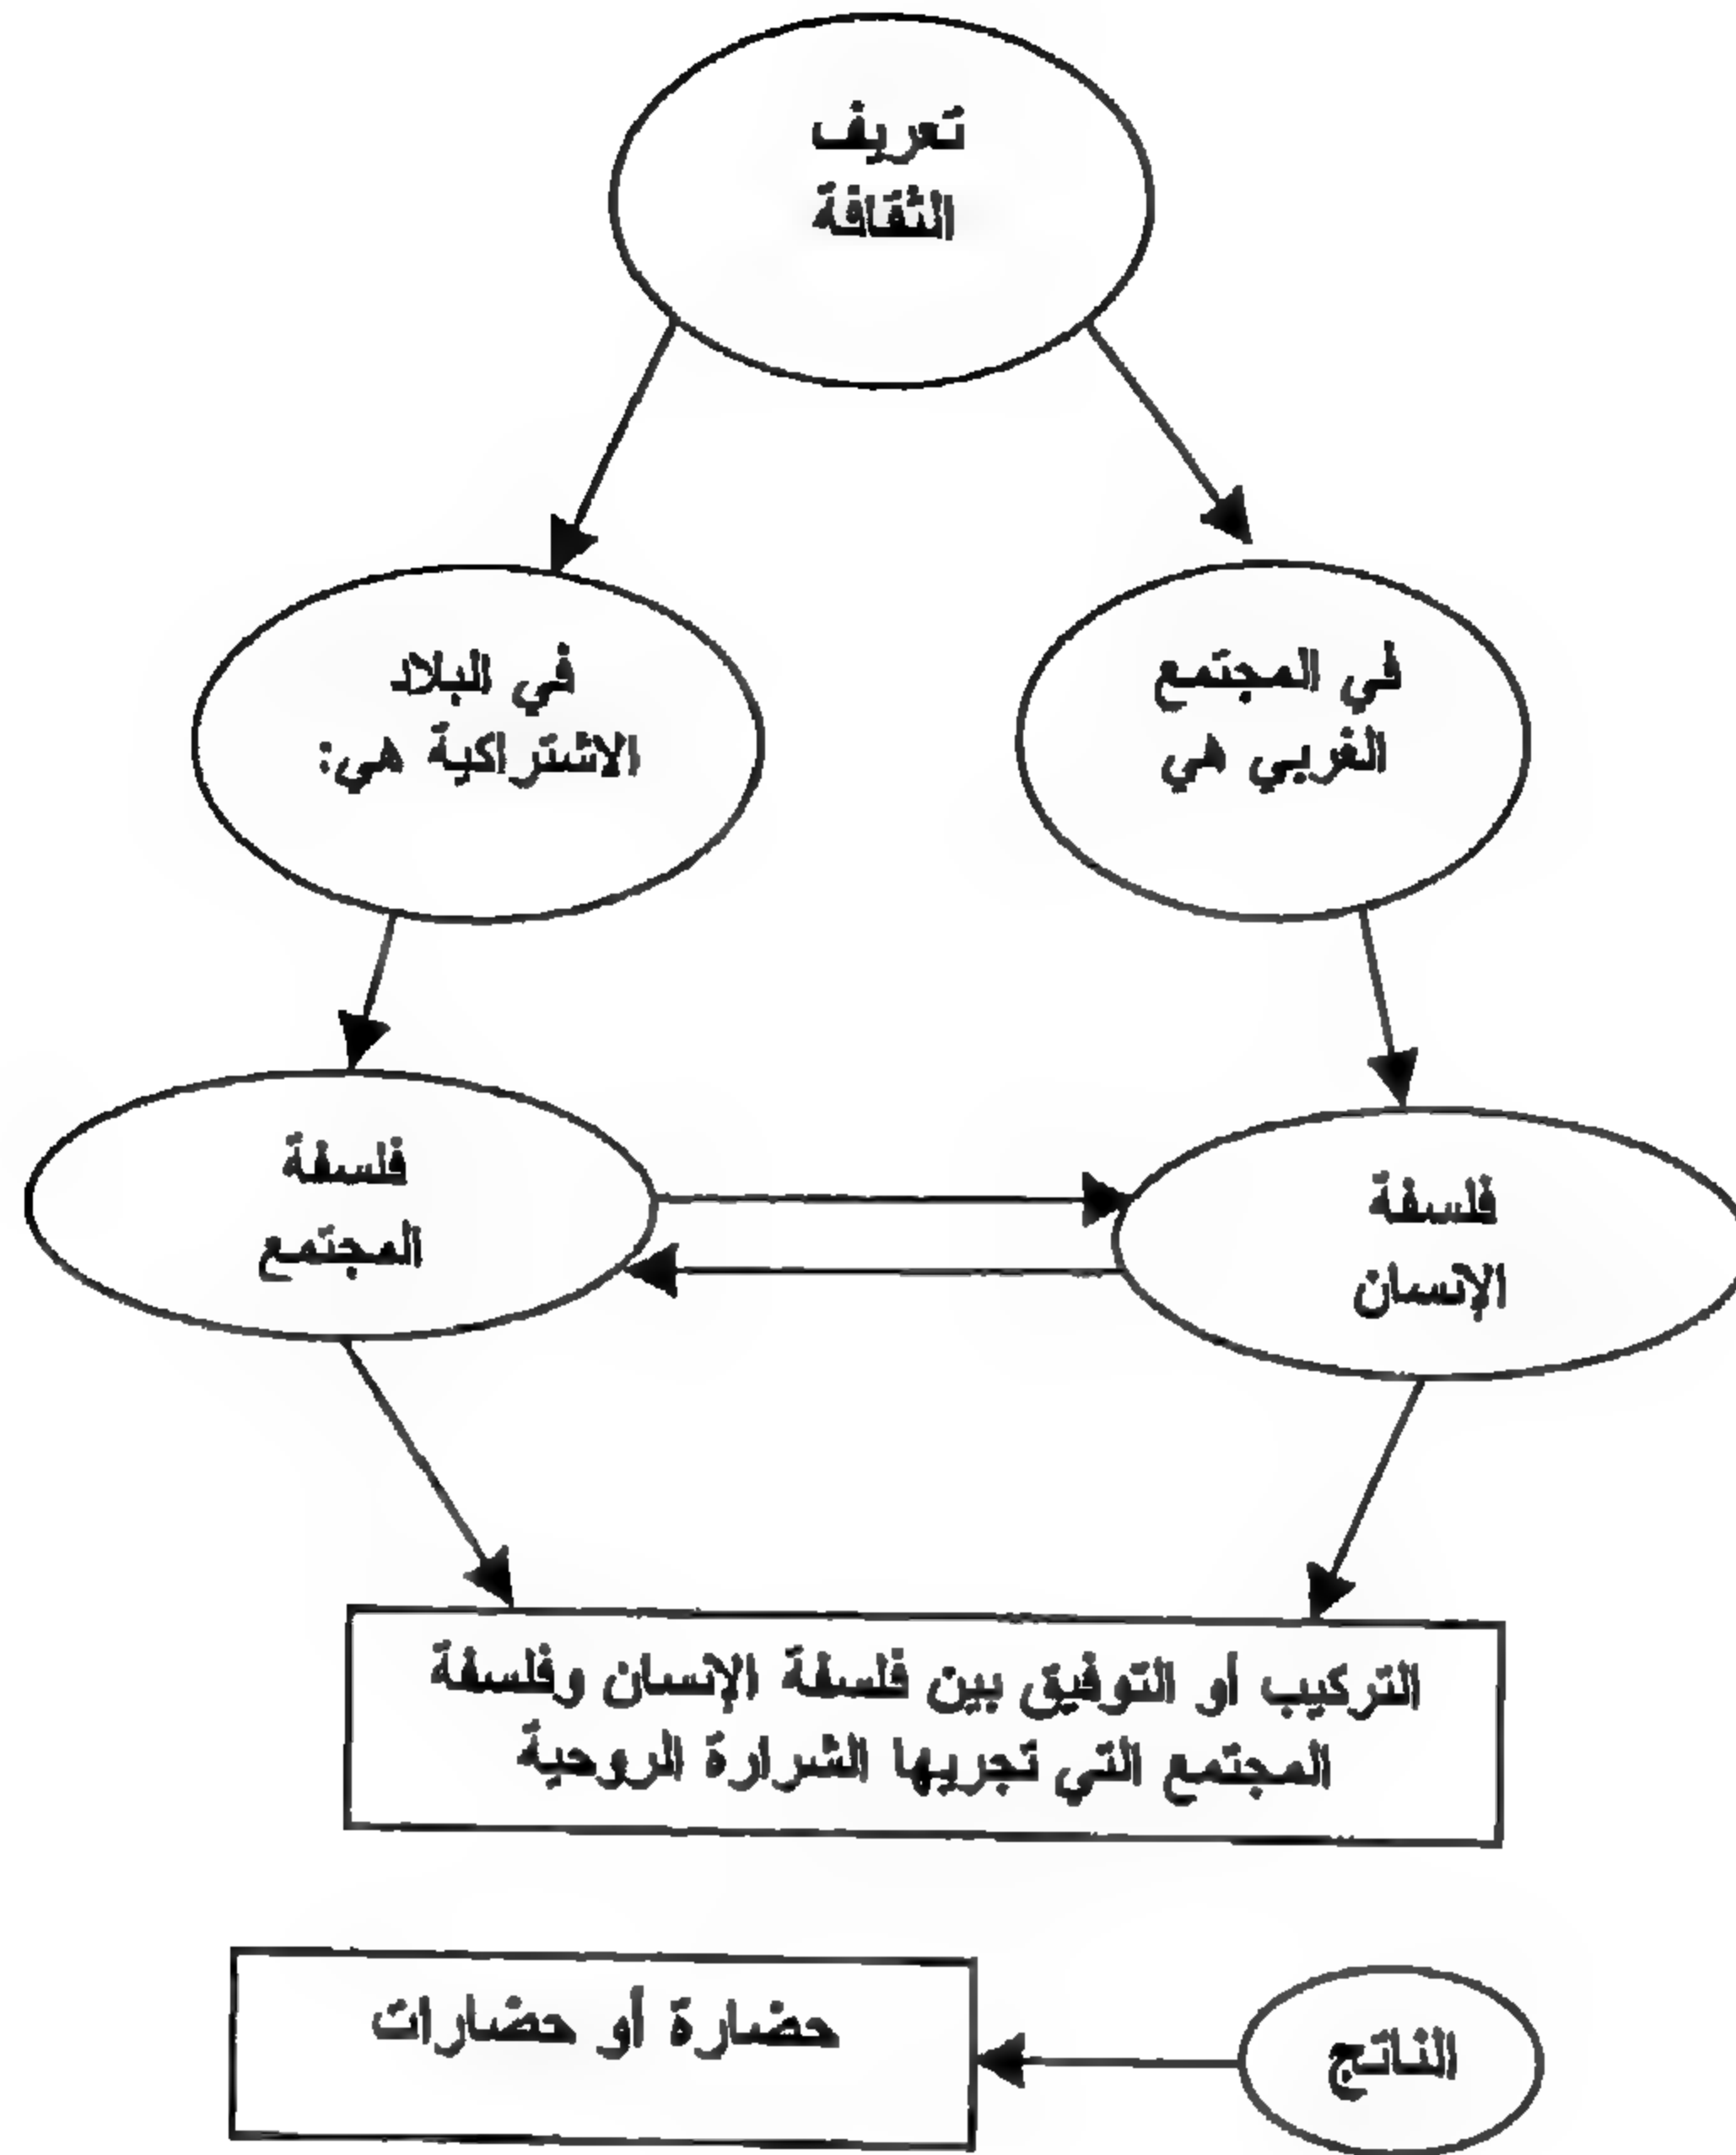 تعريف
الثقافة
في المجتمع
الغربي هي
في البلاد
الاشتراكية هي:
فلسفة
الإنسان
فلسفة
المجتمع
التركيب أو التوفيق بين فلسفة الإنسان وفلسفة
المجتمع التي تجريها الشرارة الروحية
الناتج
حضارة أو حضارات